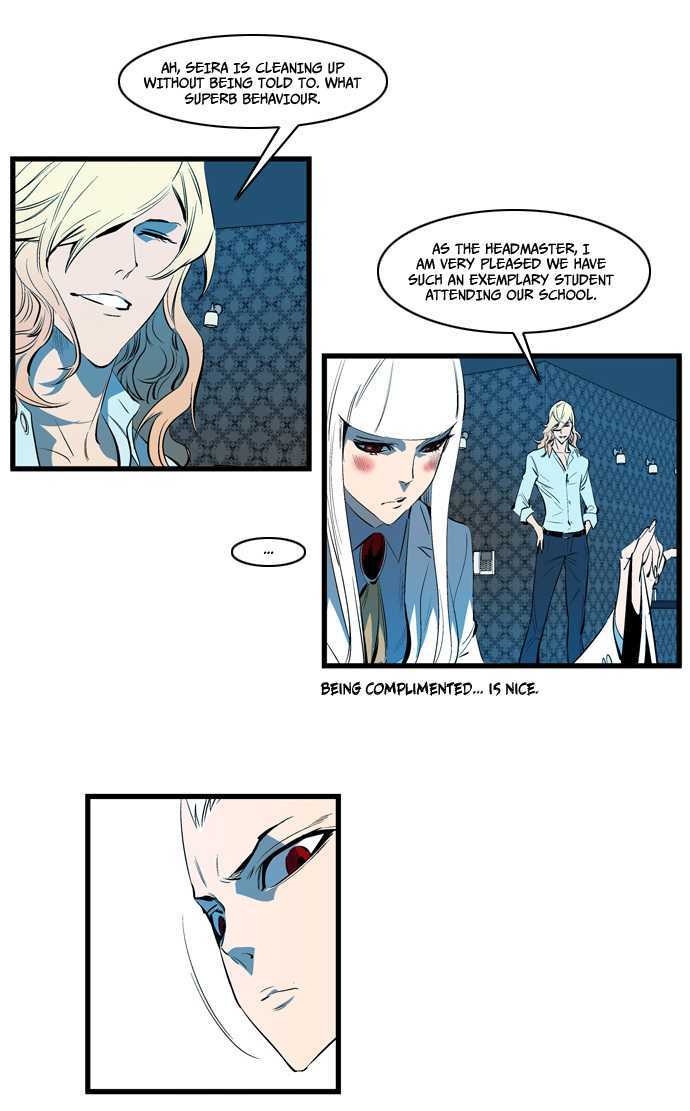 AH, SEIRA IS CLEANING UP
WITHOUT BEING TOLD TO. WHAT
SUPERB BEHAVIOUR.
AS THE HEADMASTER, I
AM VERY PLEASED WE HAVE
SUCH AN EXEMPLARY STUDENT
ATTENDING OUR SCHOOL.
...
BEING COMPLIMENTED... IS NICE.